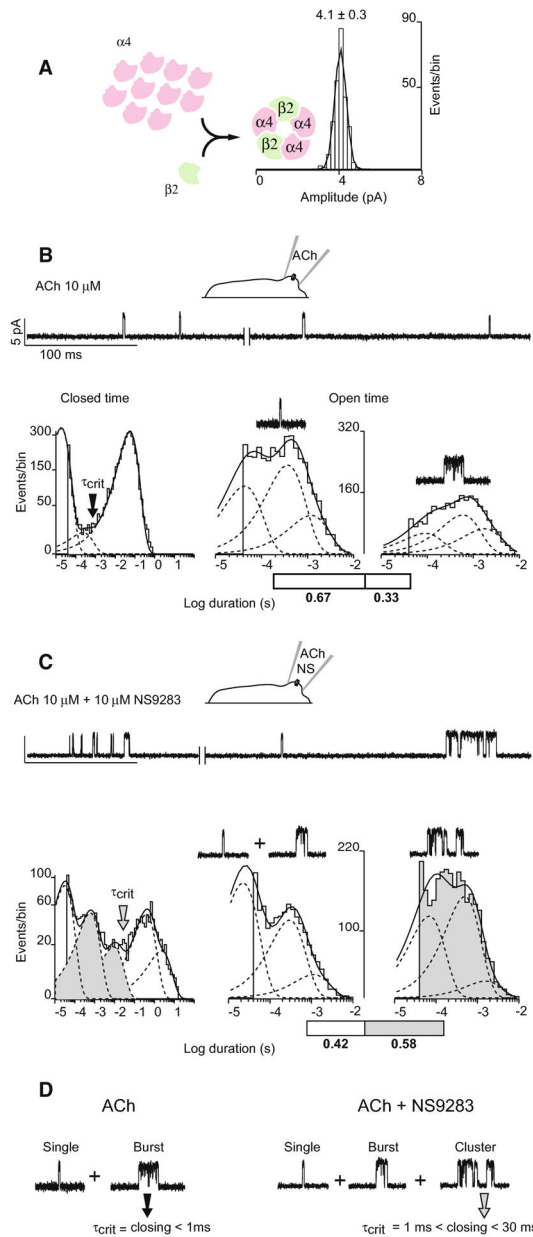 A
α4
β2
β2
α4
α4
β2
α4
4.1 ± 0.3
90
50
Events/bin
0
4
8
Amplitude (pA)
B
ACh
ACh 10 μM
5 pA
100 ms
Closed time
Open time
300
150
50
0
Events/bin
τcrit
-5 -4 -3 -2 -1 0 1
-5 -4 -3 -2
320
160
-5 -4 -3 -2
Log duration (s)
0.67 0.33
C
ACh
NS
ACh 10 μM + 10 μM NS9283
100
60
20
0
Events/bin
τcrit
-5 -4 -3 -2 -1 0 1
+
-5 -4 -3 -2
220
100
0
-5 -4 -3 -2
Log duration (s)
0.42 0.58
D
ACh
ACh + NS9283
Single
Burst
Single
Burst
Cluster
+
+
+
τcrit = closing < 1ms
τcrit = 1 ms < closing < 30 ms